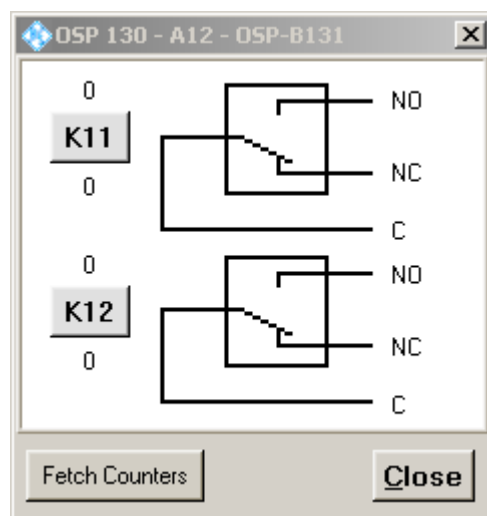 OSP 130 - A12 - OSP-B131
0
NO
K11
NC
0
C
0
NO
K12
NC
0
C
Fetch Counters
Close